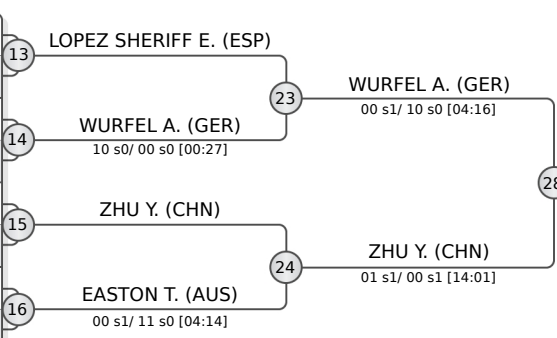 LOPEZ SHERIFF E. (ESP)
13
WURFEL A. (GER)
23
00 s1/ 10 s0 [04:16]
WURFEL A. (GER)
14
10 s0/ 00 s0 [00:27]
28
ZHU Y. (CHN)
15
ZHU Y. (CHN)
24
01 s1/ 00 s1 [14:01]
EASTON T. (AUS)
16
00 s1/ 11 s0 [04:14]